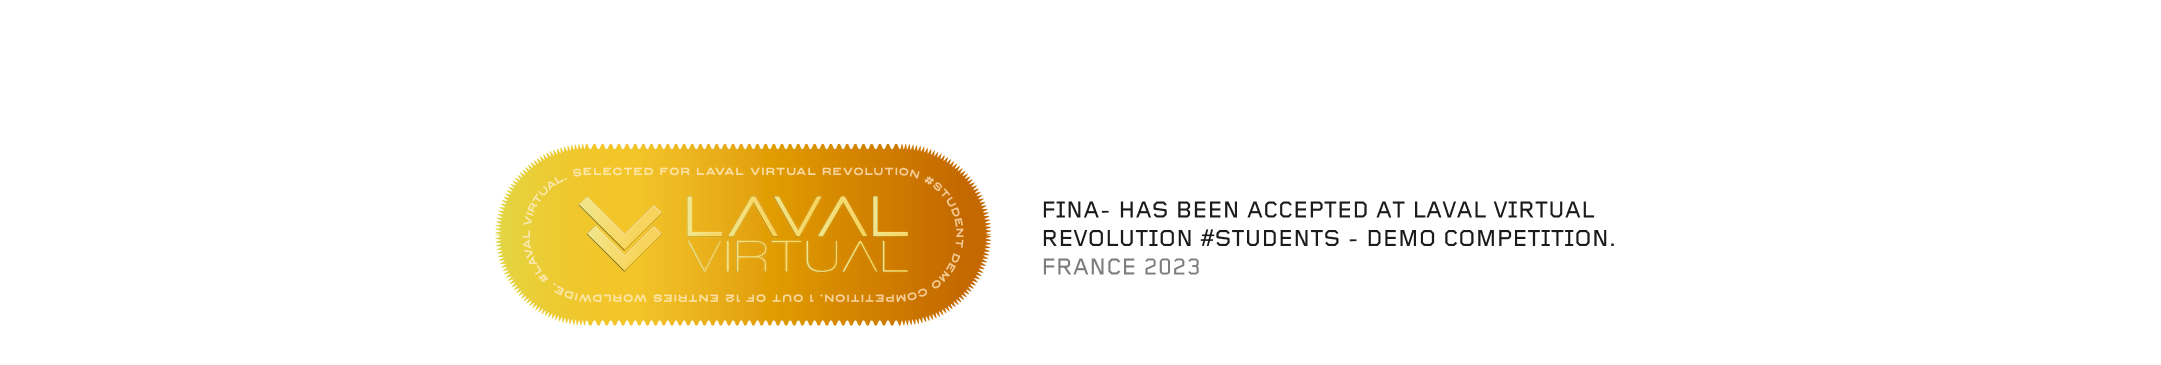 #LAVAL VIRTUAL. SELECTED FOR LAVAL VIRTUAL REVOLUTION #STUDENT DEMO COMPETITION. 1 OUT OF 12 ENTRIES WORLDWIDE.
LAVAL
VIRTUAL
FINA- HAS BEEN ACCEPTED AT LAVAL VIRTUAL
REVOLUTION #STUDENTS - DEMO COMPETITION.
FRANCE 2023